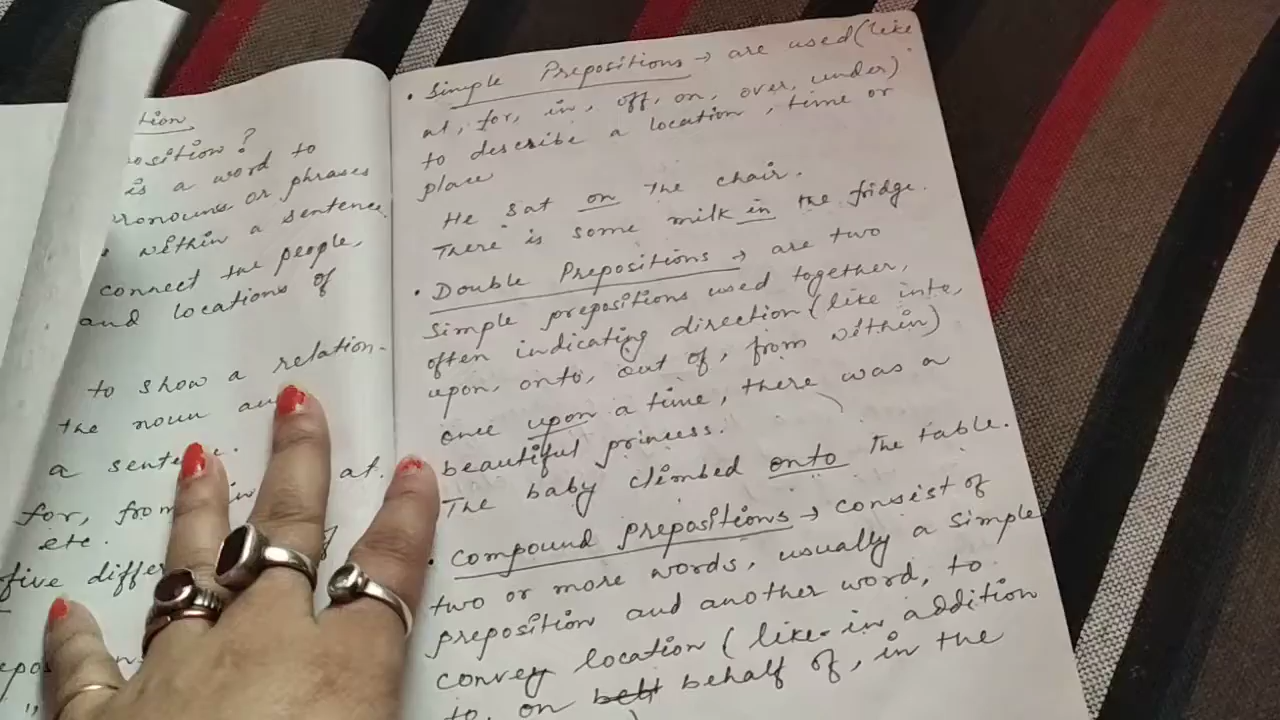 tion
position?
is a word to
pronouns or phrases
within a sentence.
connect the people,
and locations of
to show a relation-
the noun and
a sentence.
for, from in at.
etc. of
five differ
• Simple Prepositions → are used (like
at, for, in, off, on, over, under)
to describe a location, time or
place
He sat on the chair.
There is some milk in the fridge.
• Double Prepositions → are two
simple prepositions used together,
often indicating direction (like into,
upon, onto, out of, from within)
once upon a time, there was a
beautiful princess.
The baby climbed onto the table.
• Compound prepositions → consist of
two or more words, usually a simple
preposition and another word, to
convey location (like in addition
to, on behalf of, in the